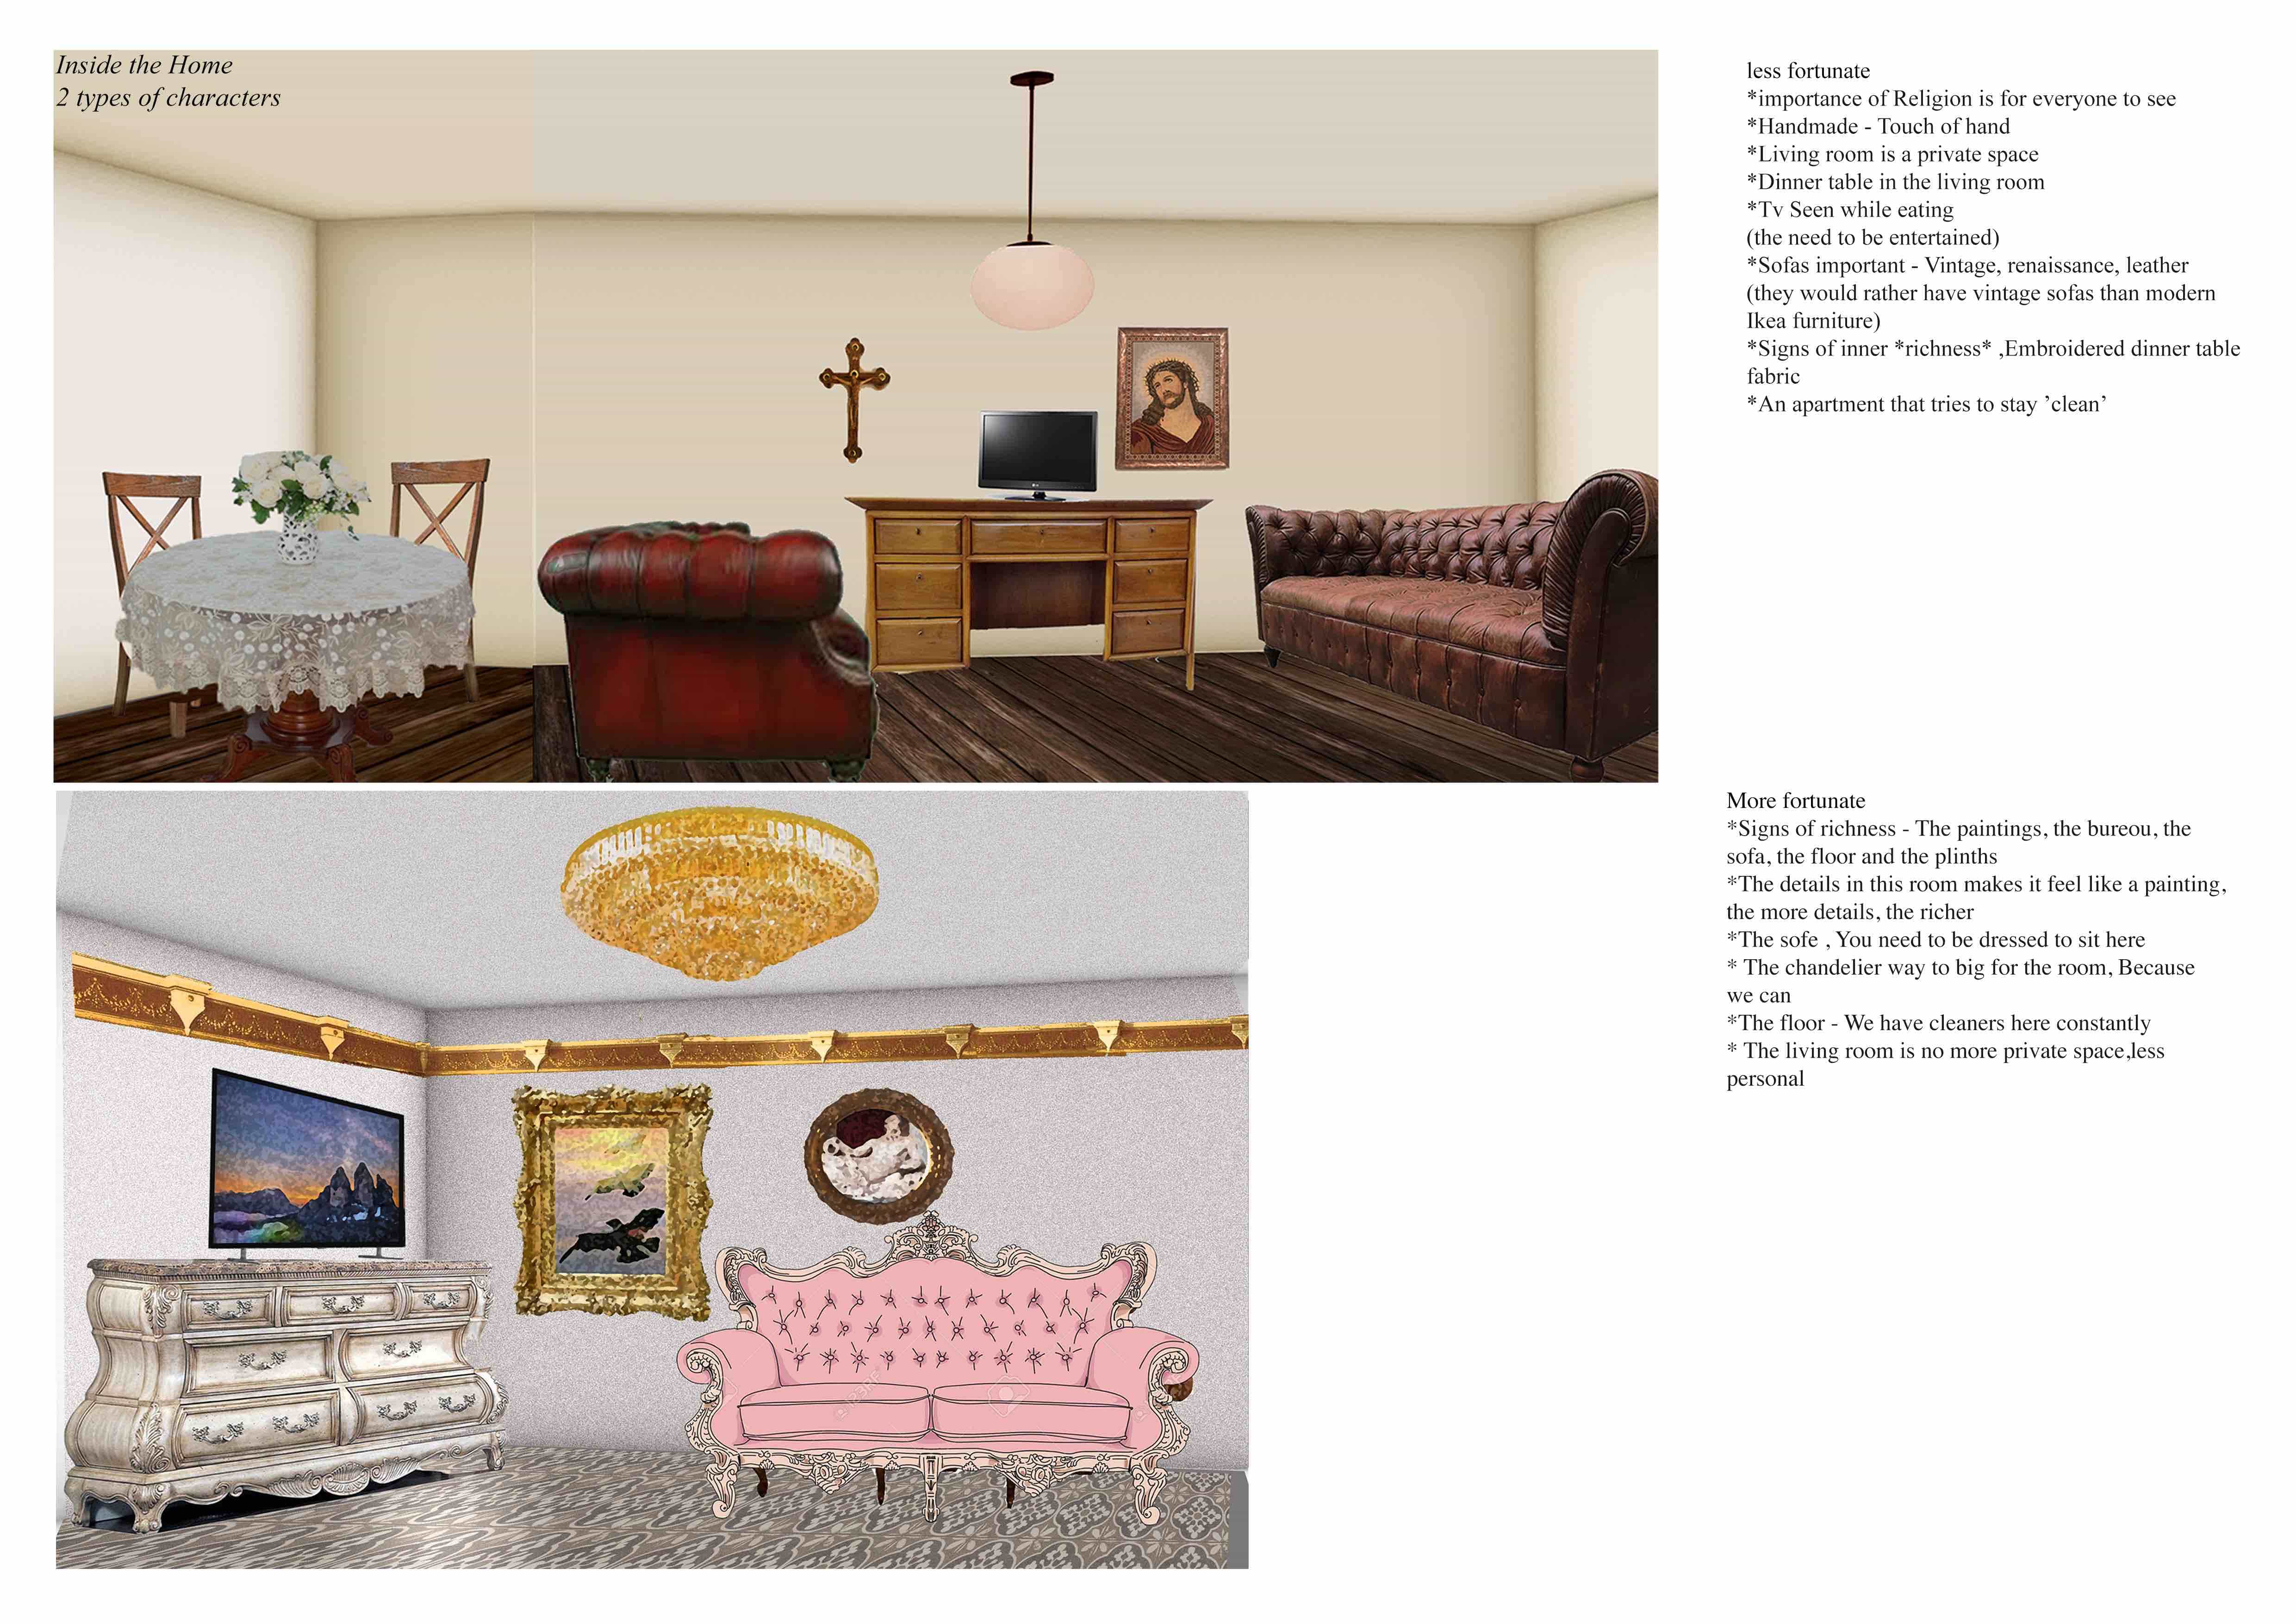 Inside the Home
2 types of characters
less fortunate
*importance of Religion is for everyone to see
*Handmade - Touch of hand
*Living room is a private space
*Dinner table in the living room
*Tv Seen while eating
(the need to be entertained)
*Sofas important - Vintage, renaissance, leather
(they would rather have vintage sofas than modern
Ikea furniture)
*Signs of inner *richness* ,Embroidered dinner table
fabric
*An apartment that tries to stay ’clean’
More fortunate
*Signs of richness - The paintings, the bureou, the
sofa, the floor and the plinths
*The details in this room makes it feel like a painting,
the more details, the richer
*The sofe , You need to be dressed to sit here
* The chandelier way to big for the room, Because
we can
*The floor - We have cleaners here constantly
* The living room is no more private space,less
personal
123RF